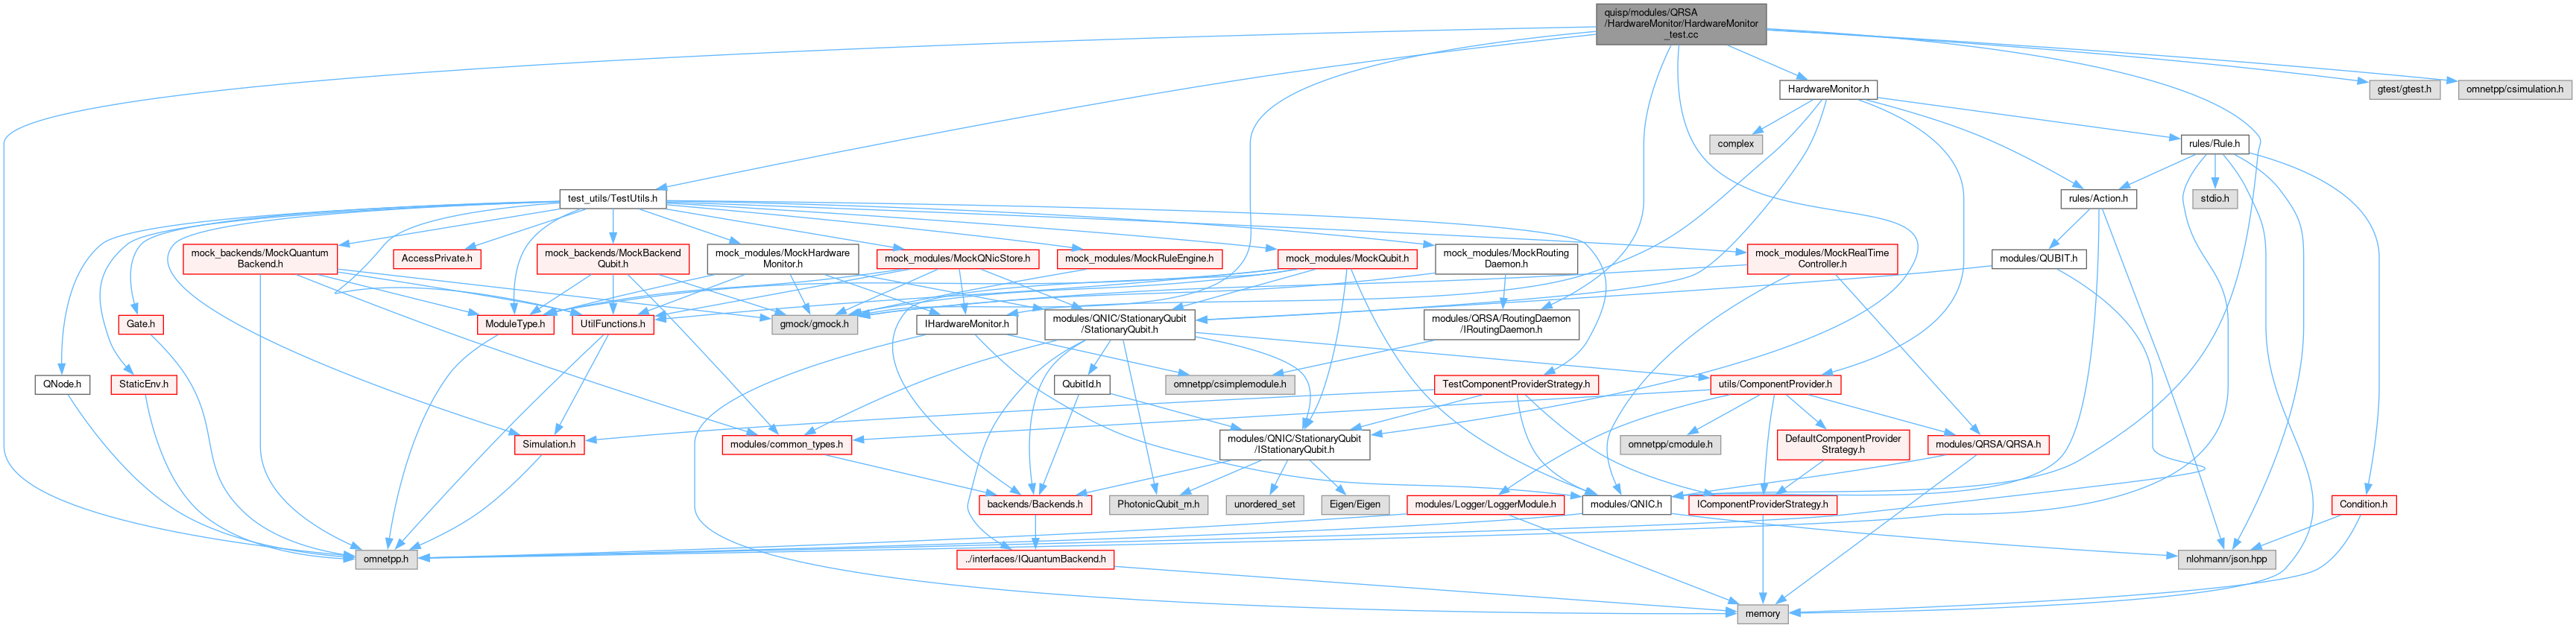 quisp/modules/QRSA
/HardwareMonitor/HardwareMonitor
_test.cc
HardwareMonitor.h
gtest/gtest.h
omnetpp/csimulation.h
complex
rules/Rule.h
test_utils/TestUtils.h
rules/Action.h
stdio.h
mock_backends/MockQuantum
Backend.h
AccessPrivate.h
mock_backends/MockBackend
Qubit.h
mock_modules/MockHardware
Monitor.h
mock_modules/MockQNicStore.h
mock_modules/MockRuleEngine.h
mock_modules/MockQubit.h
mock_modules/MockRouting
Daemon.h
mock_modules/MockRealTime
Controller.h
modules/QUBIT.h
Gate.h
ModuleType.h
UtilFunctions.h
gmock/gmock.h
IHardwareMonitor.h
modules/QNIC/StationaryQubit
/StationaryQubit.h
modules/QRSA/RoutingDaemon
/IRoutingDaemon.h
QNode.h
StaticEnv.h
QubitId.h
omnetpp/csimplemodule.h
TestComponentProviderStrategy.h
utils/ComponentProvider.h
Simulation.h
modules/common_types.h
modules/QNIC/StationaryQubit
/IStationaryQubit.h
omnetpp/cmodule.h
DefaultComponentProvider
Strategy.h
modules/QRSA/QRSA.h
backends/Backends.h
PhotonicQubit_m.h
unordered_set
Eigen/Eigen
modules/Logger/LoggerModule.h
modules/QNIC.h
IComponentProviderStrategy.h
Condition.h
omnetpp.h
../interfaces/IQuantumBackend.h
nlohmann/json.hpp
memory